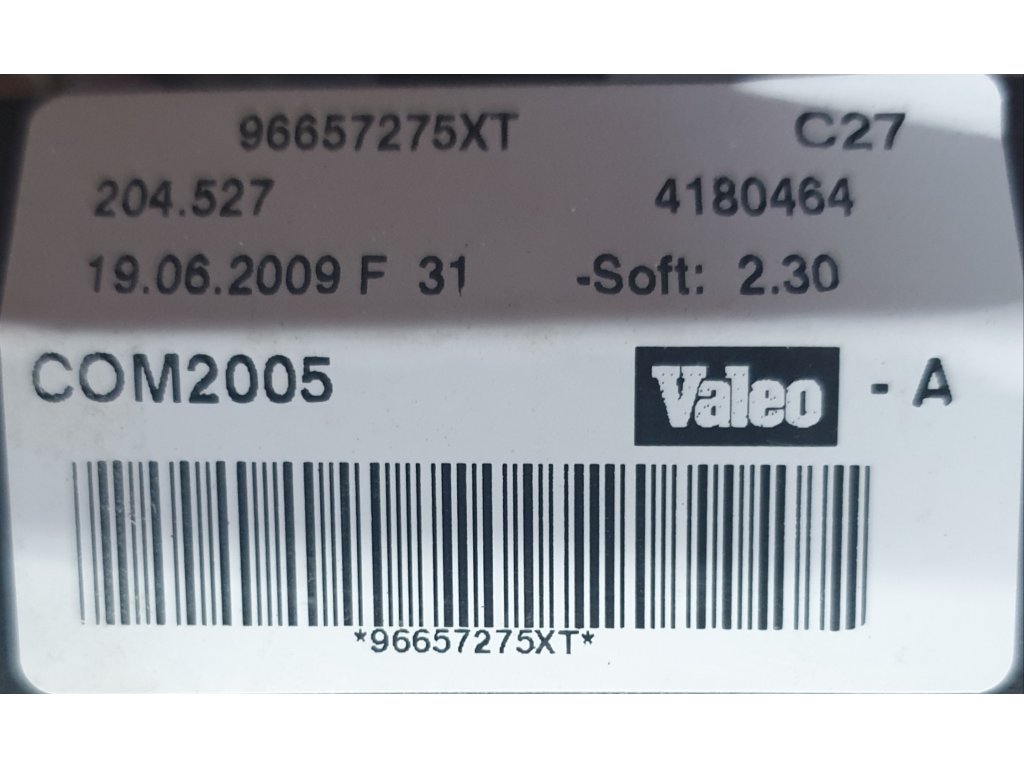 96657275XT C27
204.527 4180464
19.06.2009 F 31 -Soft: 2.30
COM2005 Valeo - A
*96657275XT*